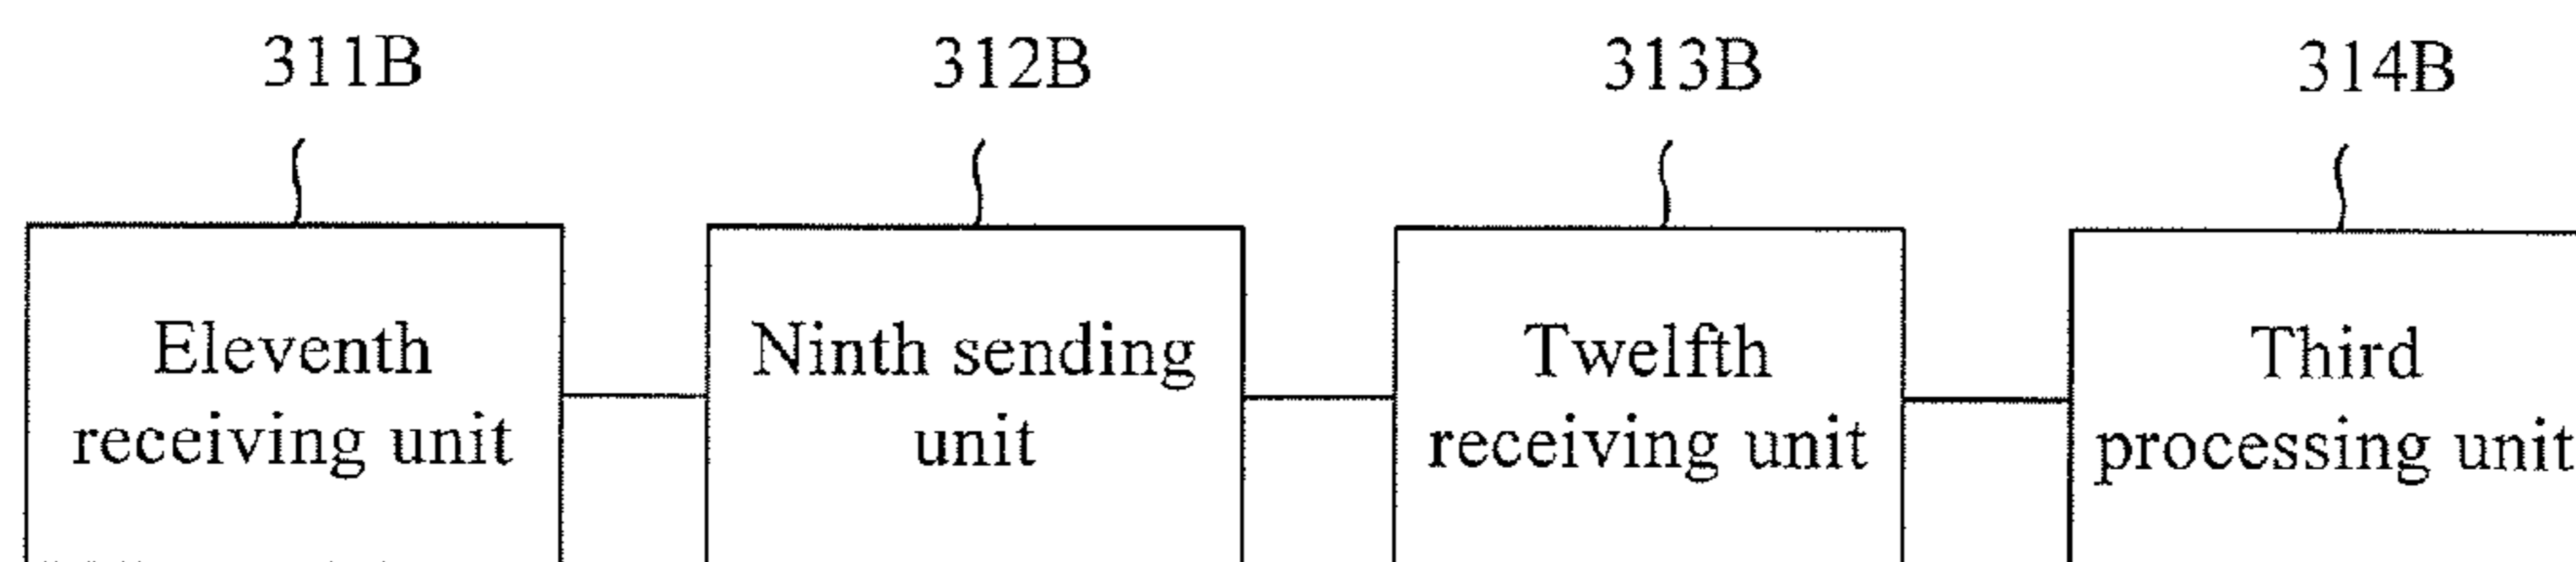 311B 312B 313B 314B
Eleventh
receiving unit
Ninth sending
unit
Twelfth
receiving unit
Third
processing unit